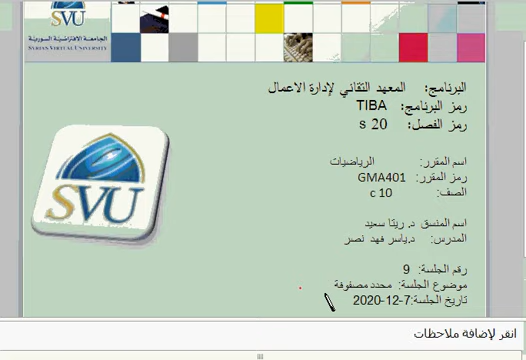 SVU
الجامعة الافتراضية السورية
SYRIAN VIRTUAL UNIVERSITY
البرنامج: المعهد التقاني لإدارة الاعمال
رمز البرنامج: TIBA
رمز الفصل: s 20
SVU
اسم المقرر: الرياضيات
رمز المقرر: GMA401
الصف: c 10
اسم المنسق د. ريتا سعيد
المدرس: د.ياسر فهد نصر
رقم الجلسة: 9
موضوع الجلسة: محدد مصفوفة
تاريخ الجلسة:7-12-2020
انقر لإضافة ملاحظات